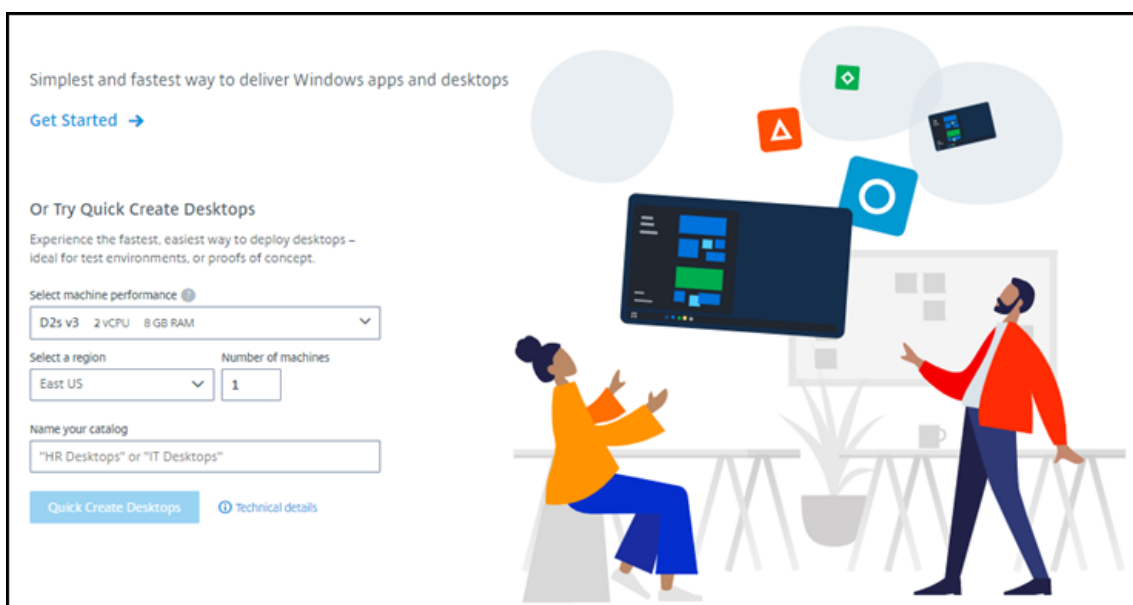 Simplest and fastest way to deliver Windows apps and desktops
Get Started →
Or Try Quick Create Desktops
Experience the fastest, easiest way to deploy desktops –
ideal for test environments, or proofs of concept.
Select machine performance ?
D2s v3 2 vCPU 8 GB RAM
Select a region Number of machines
East US 1
Name your catalog
"HR Desktops" or "IT Desktops"
Quick Create Desktops Technical details